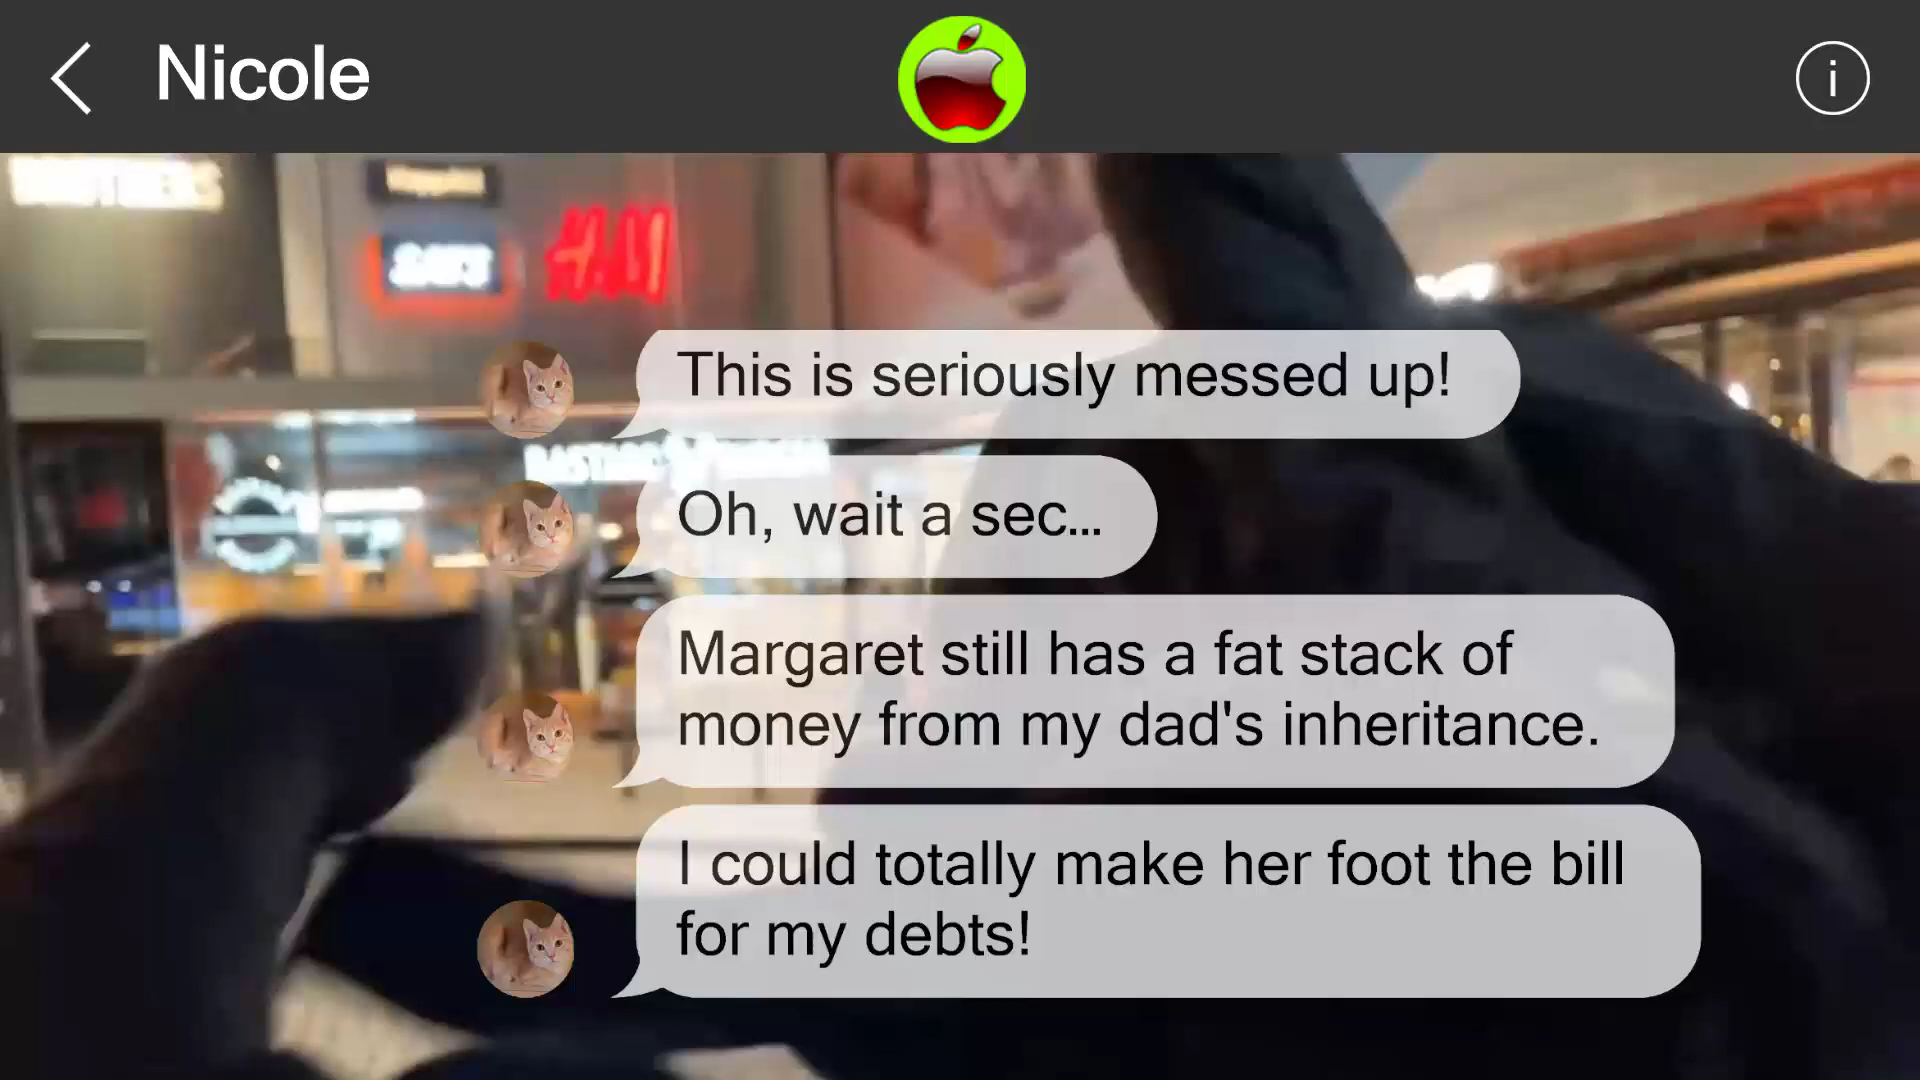 Nicole
i
H&M
This is seriously messed up!
Oh, wait a sec...
Margaret still has a fat stack of
money from my dad's inheritance.
I could totally make her foot the bill
for my debts!